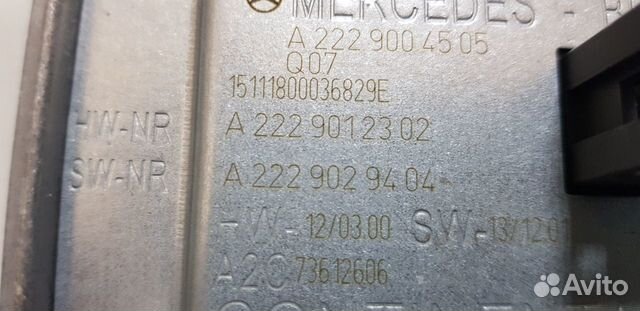 MERCEDES -
A 222 900 45 05
Q07
15111800036829E
HW-NR A 222 901 23 02
SW-NR A 222 902 94 04
HW- 12/03.00 SW- 13/12.01
A2C 73612606
Avito